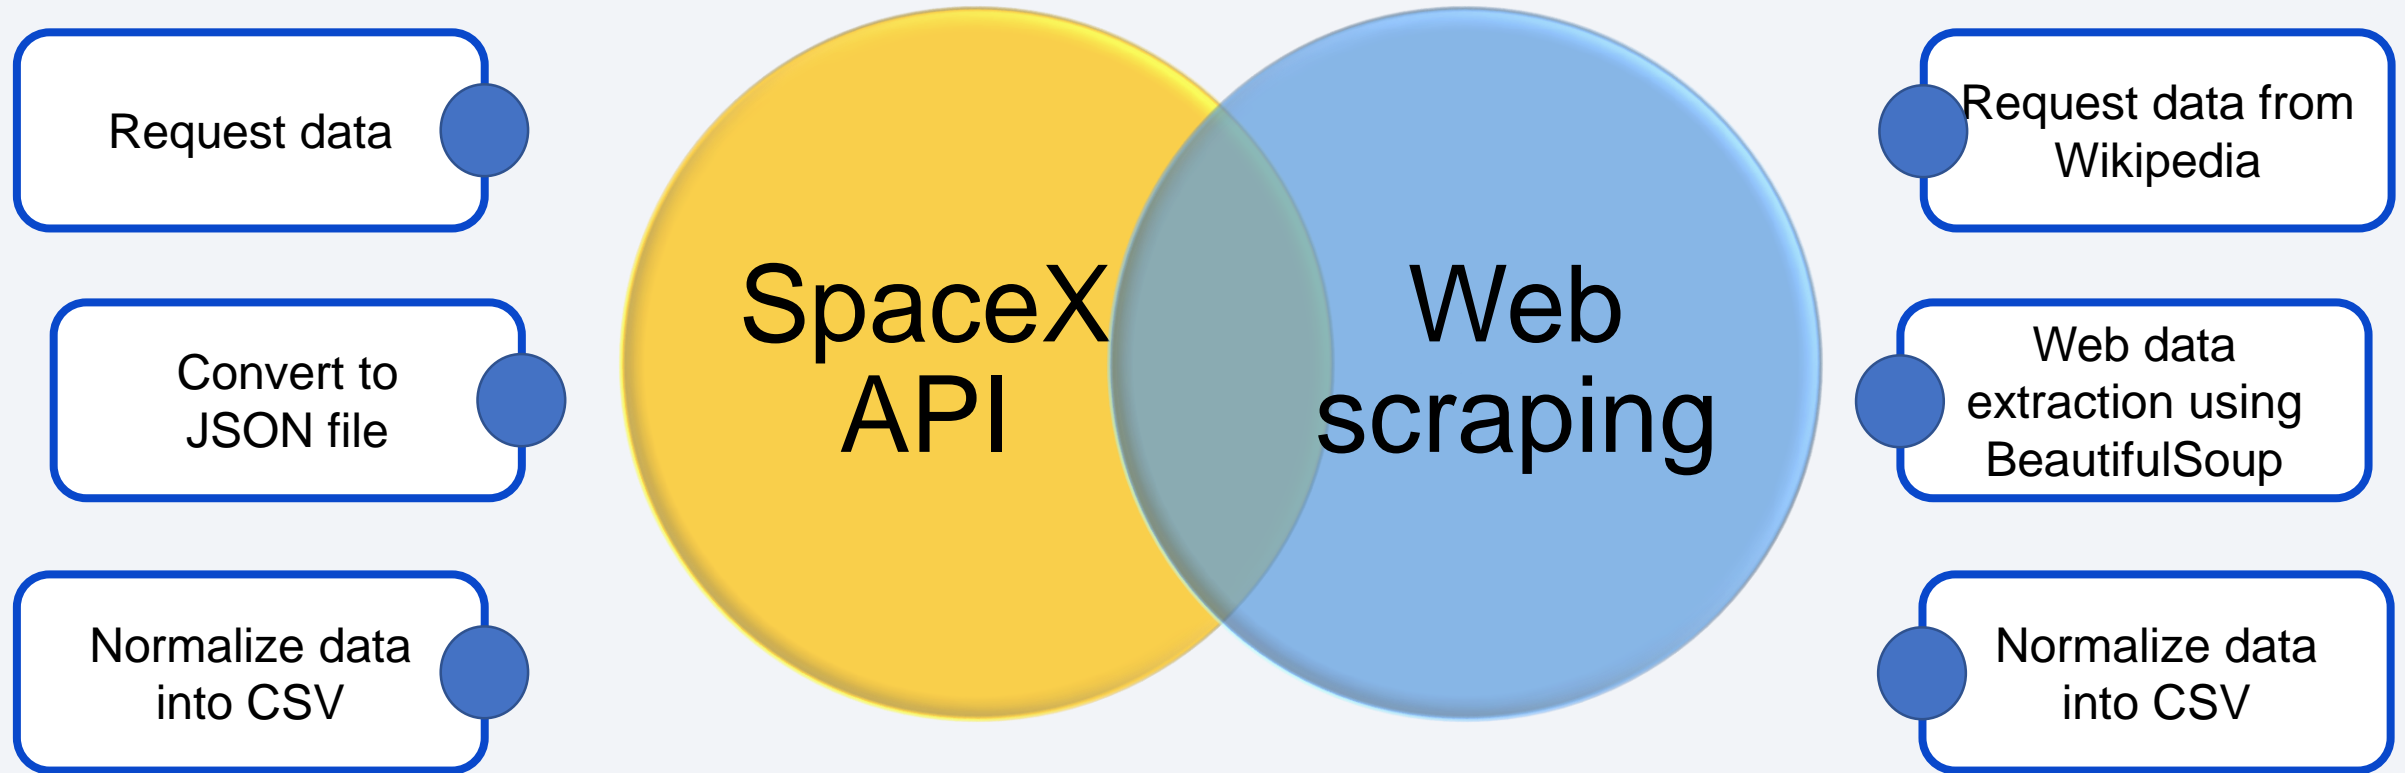 Request data
Convert to
JSON file
Normalize data
into CSV
SpaceX
API
Web
scraping
Request data from
Wikipedia
Web data
extraction using
BeautifulSoup
Normalize data
into CSV